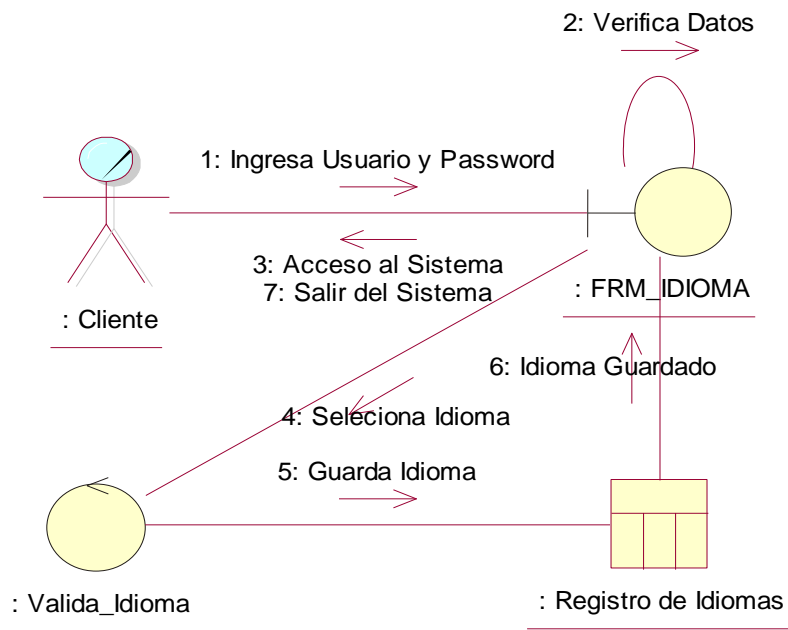 2: Verifica Datos
1: Ingresa Usuario y Password
3: Acceso al Sistema
7: Salir del Sistema
: FRM_IDIOMA
: Cliente
6: Idioma Guardado
4: Seleciona Idioma
5: Guarda Idioma
: Valida_Idioma
: Registro de Idiomas